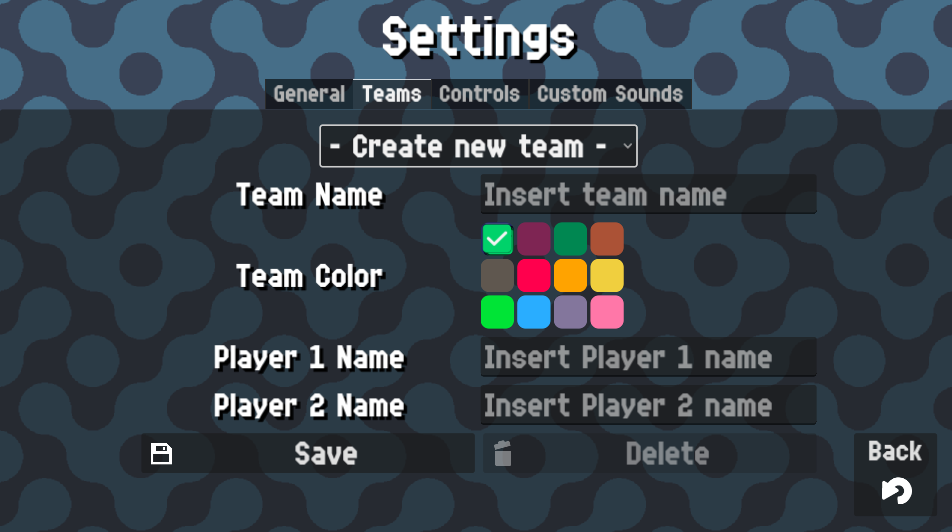 Settings
General Teams Controls Custom Sounds
- Create new team -
Team Name Insert team name
Team Color
Player 1 Name Insert Player 1 name
Player 2 Name Insert Player 2 name
Save Delete Back